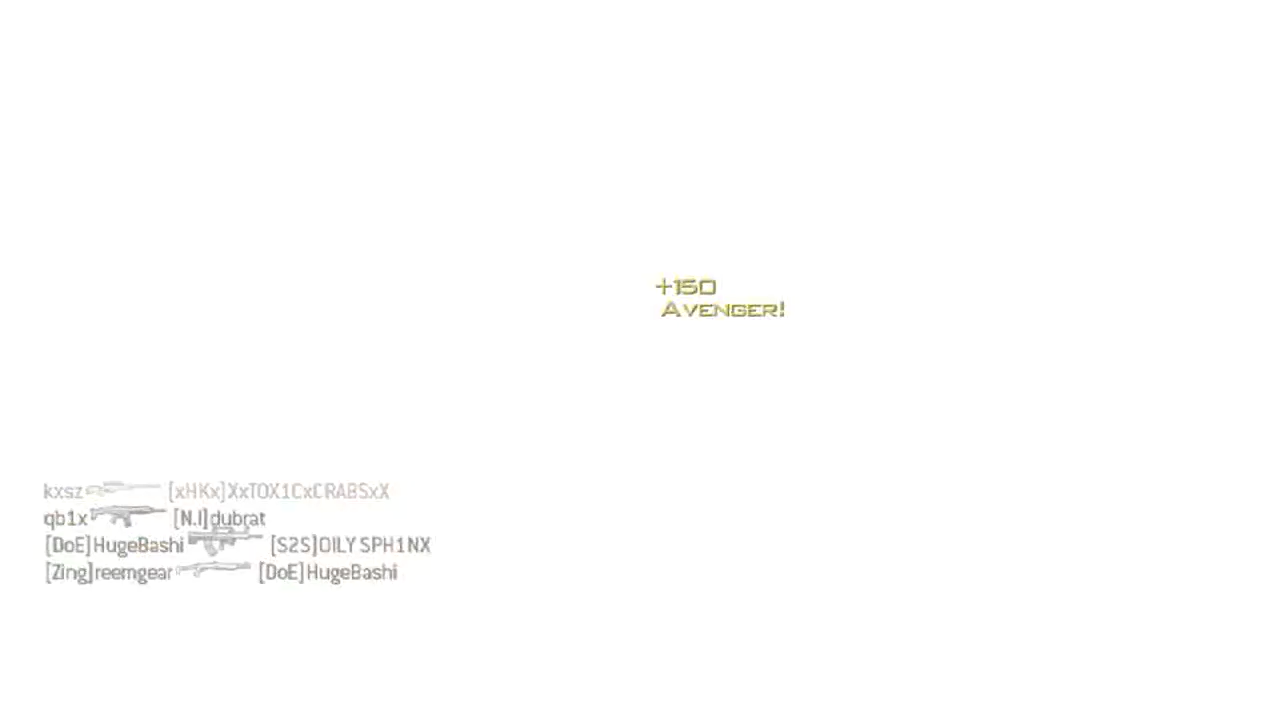 +150
AVENGER!
kxsz [xHKx]XxTOX1CxCRABSxX
qb1x [N.I]dubrat
[DoE]HugeBashi [S2S]OILY SPH1NX
[Zing]reemgear [DoE]HugeBashi